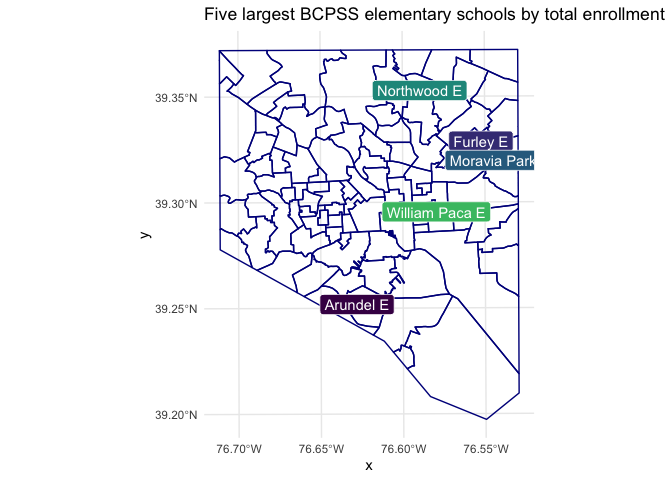 Five largest BCPSS elementary schools by total enrollment
39.35°N
39.30°N
39.25°N
39.20°N
y
Northwood E
Furley E
Moravia Park
William Paca E
Arundel E
76.70°W
76.65°W
76.60°W
76.55°W
x